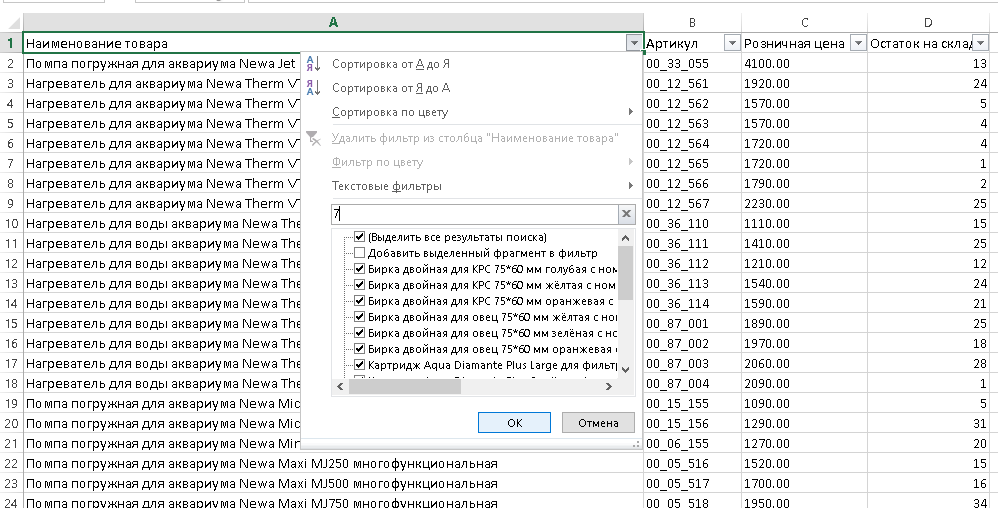 A B C D
1 Наименование товара Артикул Розничная цена Остаток на склад
2 Помпа погружная для аквариума Newa Jet 00_33_055 4100.00 13
3 Нагреватель для аквариума Newa Therm VT 00_12_561 1920.00 24
4 Нагреватель для аквариума Newa Therm VT 00_12_562 1570.00 5
5 Нагреватель для аквариума Newa Therm VT 00_12_563 1570.00 4
6 Нагреватель для аквариума Newa Therm VT 00_12_564 1720.00 4
7 Нагреватель для аквариума Newa Therm VT 00_12_565 1720.00 1
8 Нагреватель для аквариума Newa Therm VT 00_12_566 1790.00 2
9 Нагреватель для аквариума Newa Therm VT 00_12_567 2230.00 25
10 Нагреватель для воды аквариума Newa The 00_36_110 1110.00 15
11 Нагреватель для воды аквариума Newa The 00_36_111 1410.00 25
12 Нагреватель для воды аквариума Newa The 00_36_112 1210.00 12
13 Нагреватель для воды аквариума Newa The 00_36_113 1540.00 24
14 Нагреватель для воды аквариума Newa The 00_36_114 1590.00 21
15 Нагреватель для воды аквариума Newa The 00_87_001 1890.00 25
16 Нагреватель для воды аквариума Newa The 00_87_002 1970.00 18
17 Нагреватель для воды аквариума Newa The 00_87_003 2060.00 28
18 Нагреватель для воды аквариума Newa The 00_87_004 2090.00 1
19 Помпа погружная для аквариума Newa Mic 00_15_155 1090.00 5
20 Помпа погружная для аквариума Newa Mic 00_15_156 1290.00 31
21 Помпа погружная для аквариума Newa Min 00_06_155 1270.00 20
22 Помпа погружная для аквариума Newa Maxi MJ250 многофункциональная 00_05_516 1520.00 15
23 Помпа погружная для аквариума Newa Maxi MJ500 многофункциональная 00_05_517 1700.00 16
24 Помпа погружная для аквариума Newa Maxi MJ750 многофункциональная 00_05_518 1950.00 34
Сортировка от А до Я
Сортировка от Я до А
Сортировка по цвету
Удалить фильтр из столбца "Наименование товара"
Фильтр по цвету
Текстовые фильтры
7
(Выделить все результаты поиска)
Добавить выделенный фрагмент в фильтр
Бирка двойная для КРС 75*60 мм голубая с ном
Бирка двойная для КРС 75*60 мм жёлтая с ном
Бирка двойная для КРС 75*60 мм оранжевая с
Бирка двойная для овец 75*60 мм жёлтая с но
Бирка двойная для овец 75*60 мм зелёная с но
Бирка двойная для овец 75*60 мм оранжевая
Картридж Aqua Diamante Plus Large для фильт
ОК Отмена